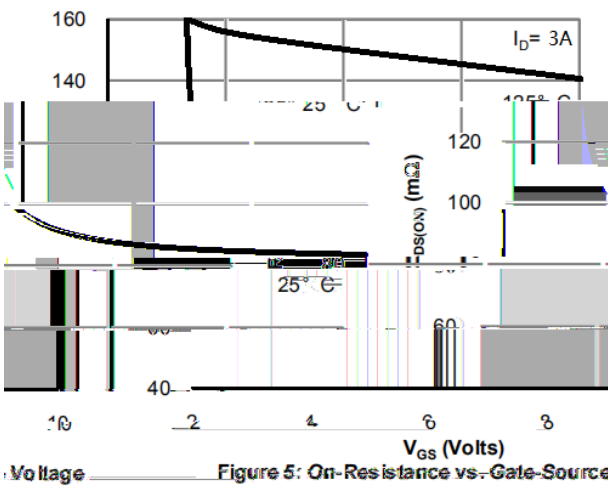 160
I_D= 3A
140
25 °C
125° C
120
R_DS(ON) (mΩ)
100
25° C
60
40
10 2 4 6 8
V_GS (Volts)
e Voltage
Figure 5: On-Resistance vs. Gate-Source